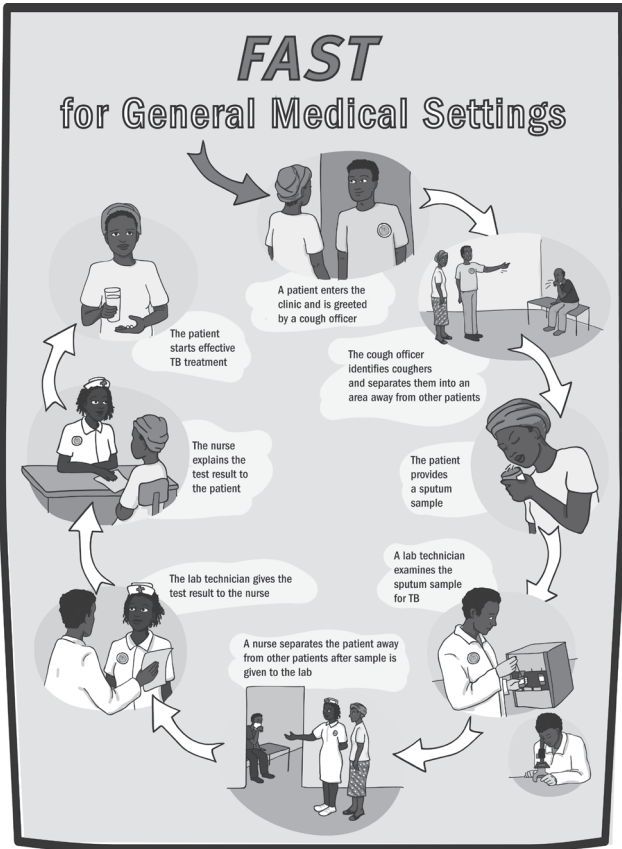 FAST
for General Medical Settings
A patient enters the
clinic and is greeted
by a cough officer
The cough officer
identifies coughers
and separates them into an
area away from other patients
The patient
provides
a sputum
sample
A lab technician
examines the
sputum sample
for TB
A nurse separates the patient away
from other patients after sample is
given to the lab
The lab technician gives the
test result to the nurse
The nurse
explains the
test result to
the patient
The patient
starts effective
TB treatment